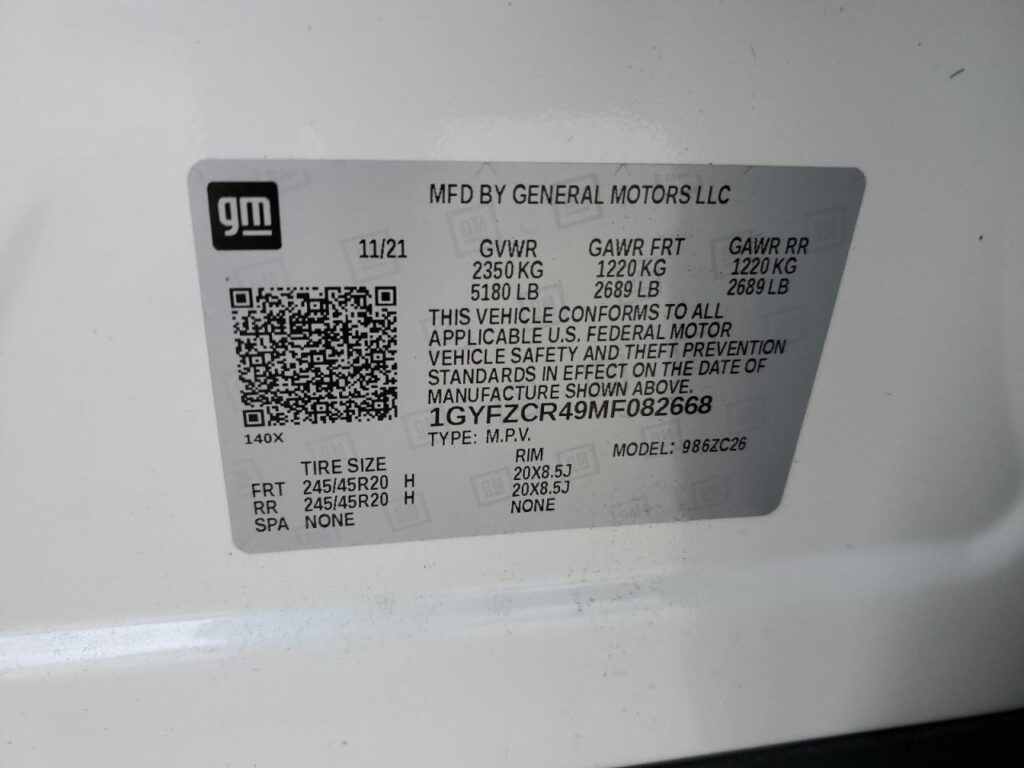 gm
MFD BY GENERAL MOTORS LLC
11/21 GVWR GAWR FRT GAWR RR
2350 KG 1220 KG 1220 KG
5180 LB 2689 LB 2689 LB
THIS VEHICLE CONFORMS TO ALL
APPLICABLE U.S. FEDERAL MOTOR
VEHICLE SAFETY AND THEFT PREVENTION
STANDARDS IN EFFECT ON THE DATE OF
MANUFACTURE SHOWN ABOVE.
1GYFZCR49MF082668
140X
TYPE: M.P.V. MODEL: 986ZC26
TIRE SIZE RIM
FRT 245/45R20 H 20X8.5J
RR 245/45R20 H 20X8.5J
SPA NONE NONE